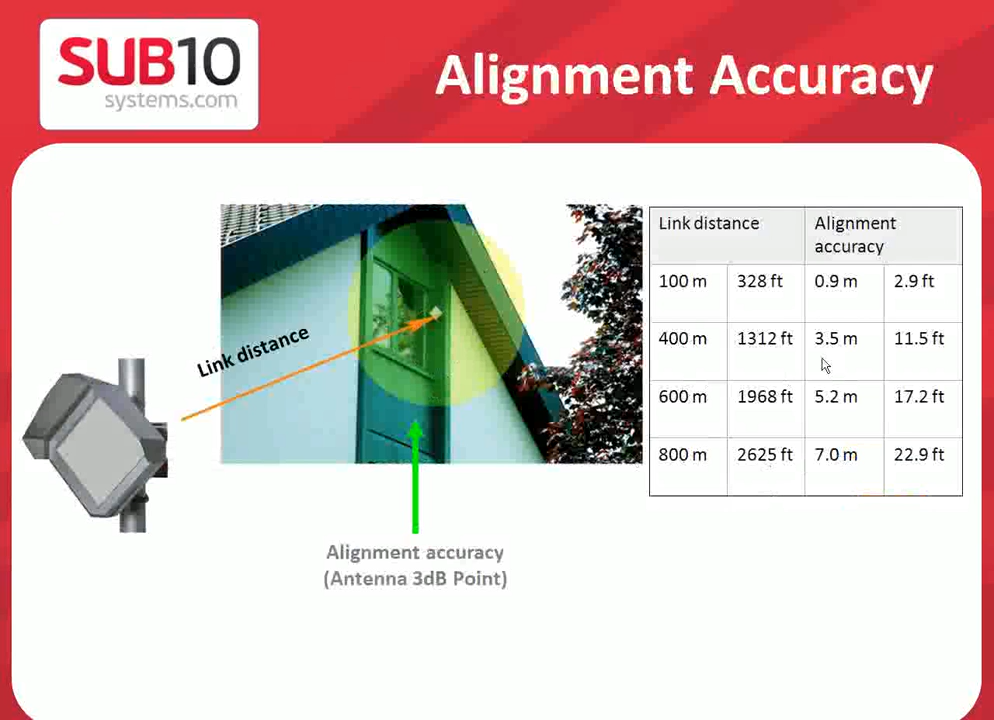 SUB10
systems.com
Alignment Accuracy
Link distance
Link distance
Alignment
accuracy
100 m
328 ft
0.9 m
2.9 ft
400 m
1312 ft
3.5 m
11.5 ft
600 m
1968 ft
5.2 m
17.2 ft
800 m
2625 ft
7.0 m
22.9 ft
Alignment accuracy
(Antenna 3dB Point)